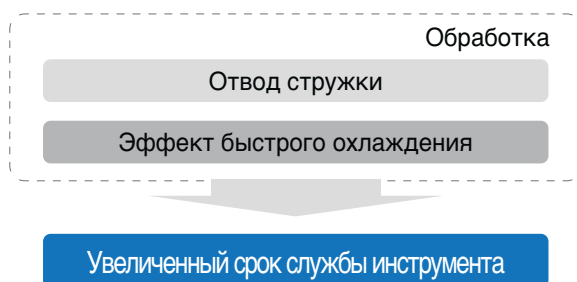 Обработка
Отвод стружки
Эффект быстрого охлаждения
Увеличенный срок службы инструмента